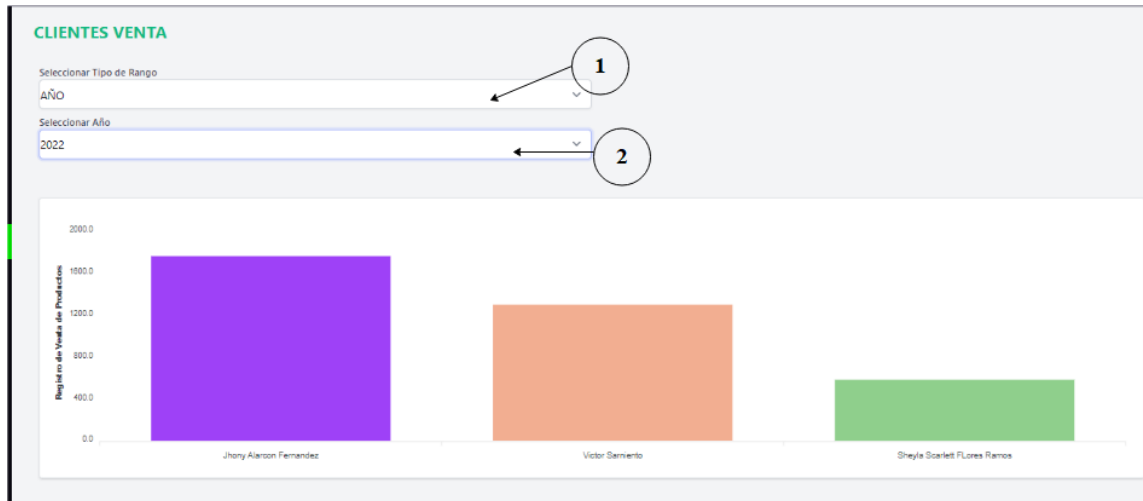 CLIENTES VENTA
Seleccionar Tipo de Rango
AÑO
1
Seleccionar Año
2022
2
2000.0
1600.0
1200.0
800.0
400.0
0.0
Registro de Venta de Productos
Jhony Alarcon Fernandez
Victor Sarmiento
Sheyla Scarlett FLores Ramos